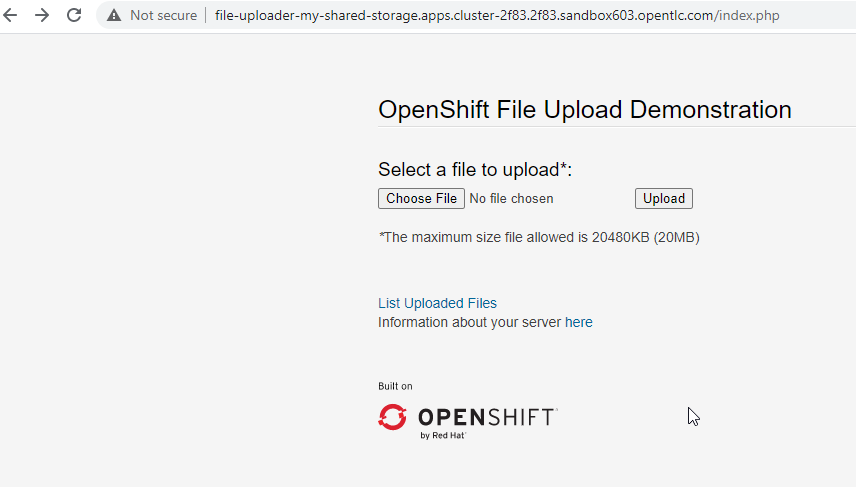 Not secure file-uploader-my-shared-storage.apps.cluster-2f83.2f83.sandbox603.opentlc.com/index.php
OpenShift File Upload Demonstration
Select a file to upload*:
Choose File No file chosen Upload
*The maximum size file allowed is 20480KB (20MB)
List Uploaded Files
Information about your server here
Built on
OPENSHIFT
by Red Hat®